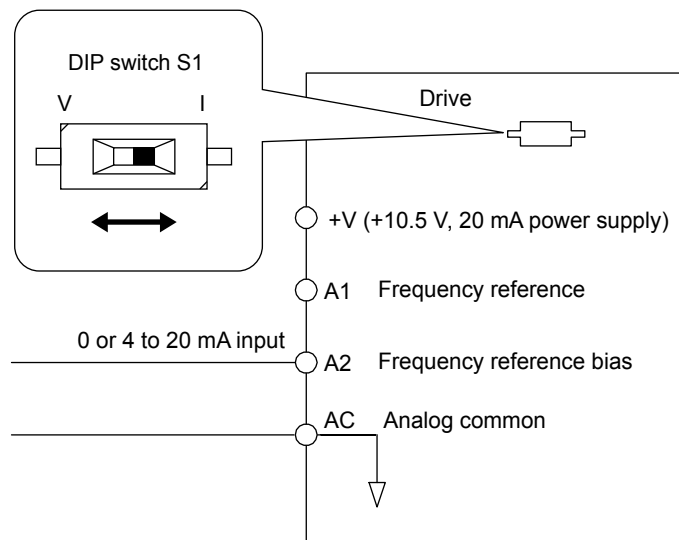 DIP switch S1
V I
Drive
+V (+10.5 V, 20 mA power supply)
A1 Frequency reference
0 or 4 to 20 mA input
A2 Frequency reference bias
AC Analog common